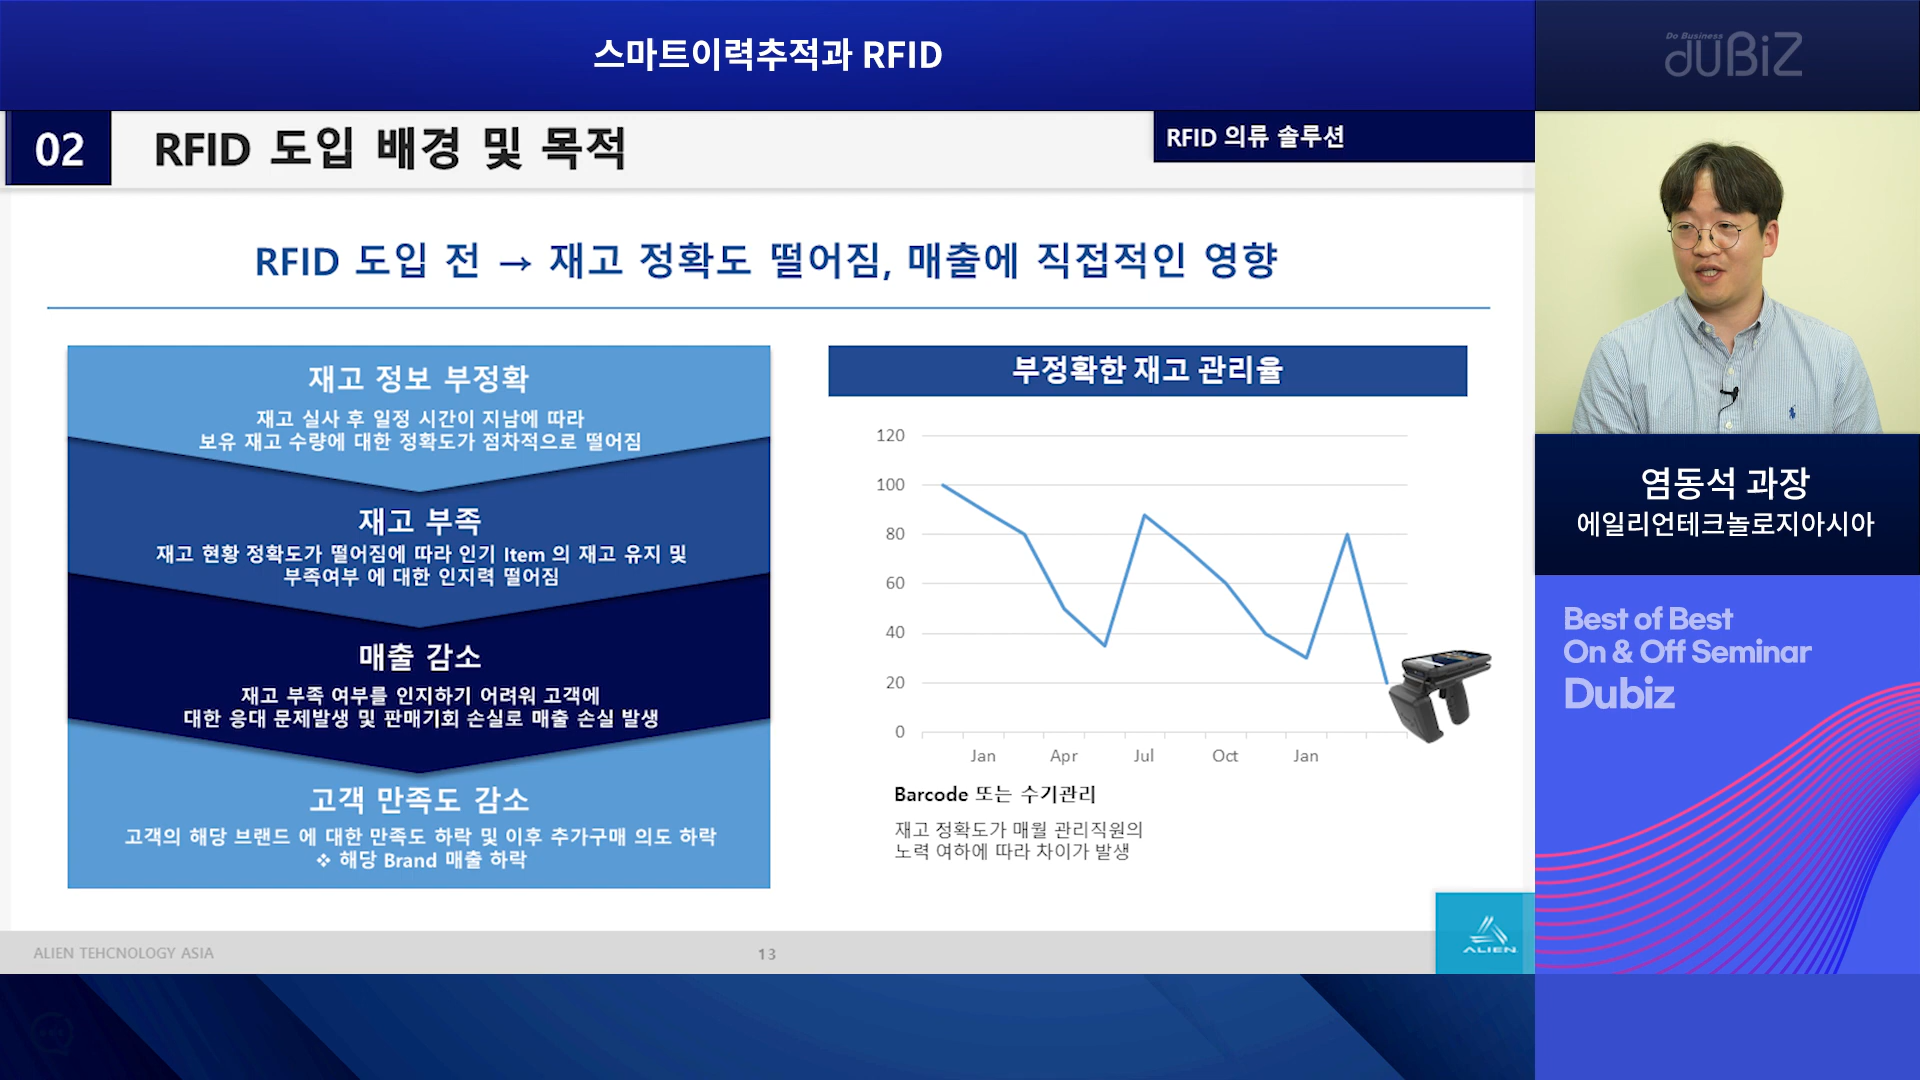 스마트이력추적과 RFID
Do Business
duBiZ
02
RFID 도입 배경 및 목적
RFID 의류 솔루션
RFID 도입 전 → 재고 정확도 떨어짐, 매출에 직접적인 영향
재고 정보 부정확
재고 실사 후 일정 시간이 지남에 따라
보유 재고 수량에 대한 정확도가 점차적으로 떨어짐
재고 부족
재고 현황 정확도가 떨어짐에 따라 인기 Item 의 재고 유지 및
부족여부 에 대한 인지력 떨어짐
매출 감소
재고 부족 여부를 인지하기 어려워 고객에
대한 응대 문제발생 및 판매기회 손실로 매출 손실 발생
고객 만족도 감소
고객의 해당 브랜드 에 대한 만족도 하락 및 이후 추가구매 의도 하락
❖ 해당 Brand 매출 하락
부정확한 재고 관리율
120
100
80
60
40
20
0
Jan Apr Jul Oct Jan
Barcode 또는 수기관리
재고 정확도가 매월 관리직원의
노력 여하에 따라 차이가 발생
염동석 과장
에일리언테크놀로지아시아
Best of Best
On & Off Seminar
Dubiz
ALIEN TEHCNOLOGY ASIA
13
ALIEN